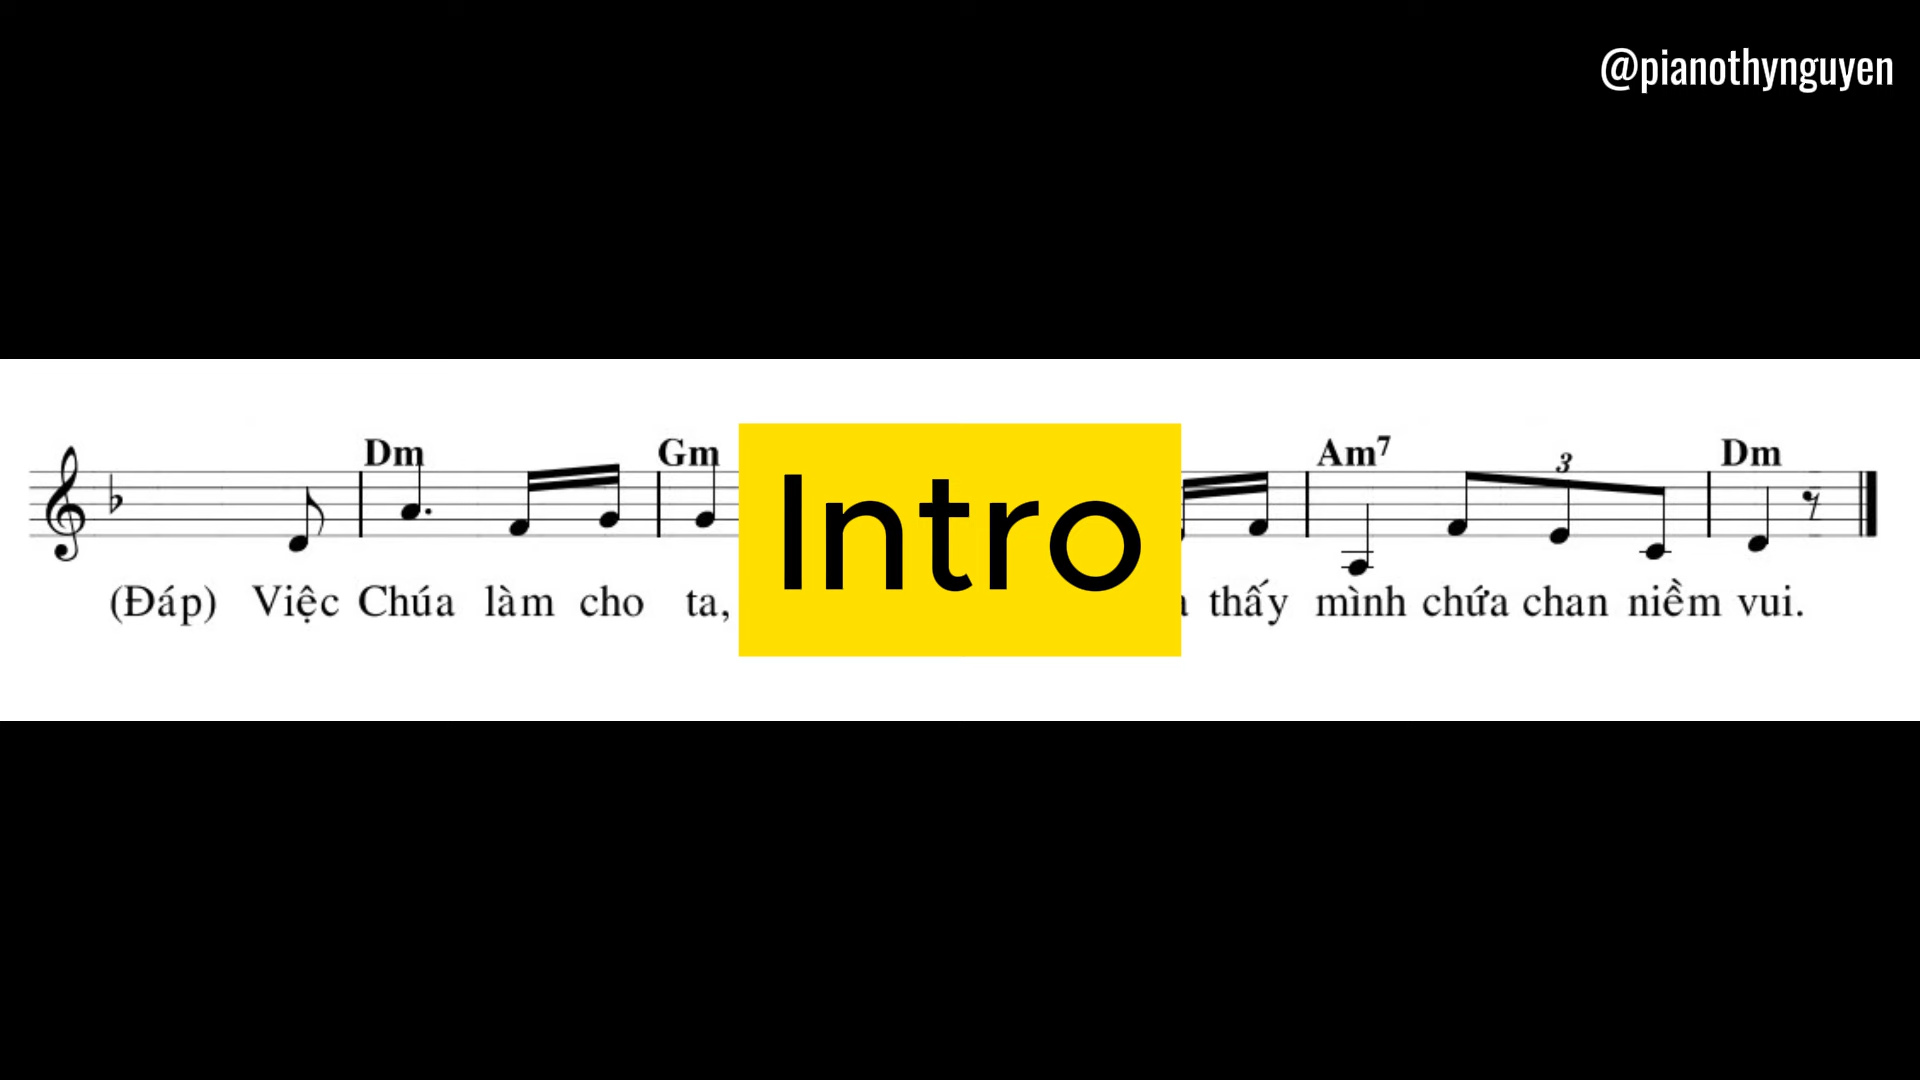 @pianothynguyen
Dm Gm Am7 3 Dm
Intro
(Đáp) Việc Chúa làm cho ta, thấy mình chứa chan niềm vui.